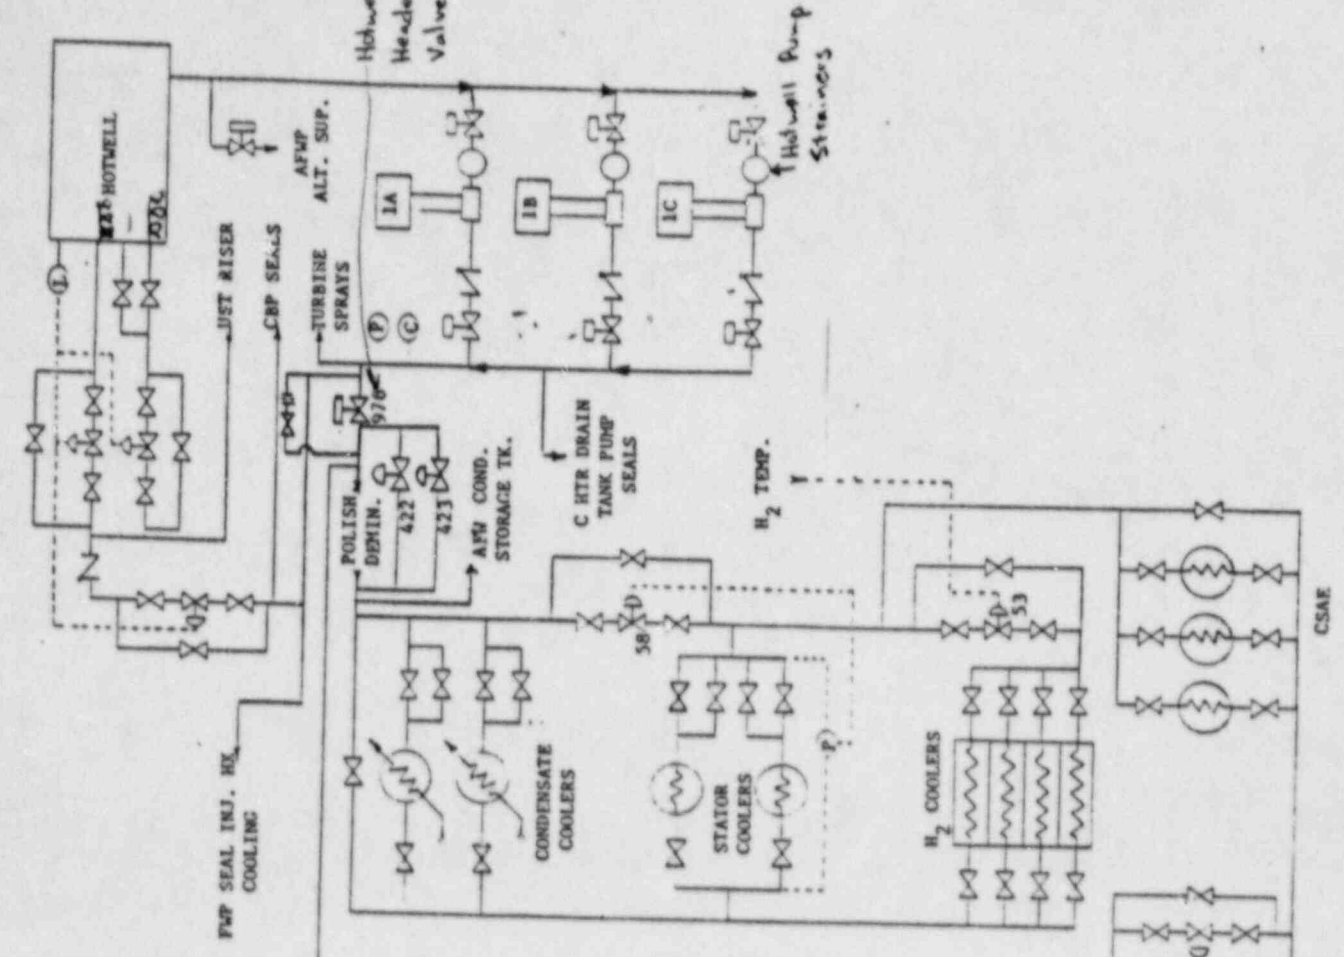 Header
Valve
HOTWELL
L
AFWP
ALT. SUP.
UST RISER
CBP SEALS
TURBINE
SPRAYS
P
C
1A
1B
1C
Hotwell Pump
Strainers
POLISH
DEMIN.
422
423
AFW COND.
STORAGE TK.
C HTR DRAIN
TANK PUMP
SEALS
H2 TEMP.
58
53
FWP SEAL INJ. HX
COOLING
CONDENSATE
COOLERS
STATOR
COOLERS
P
H2 COOLERS
CSAE